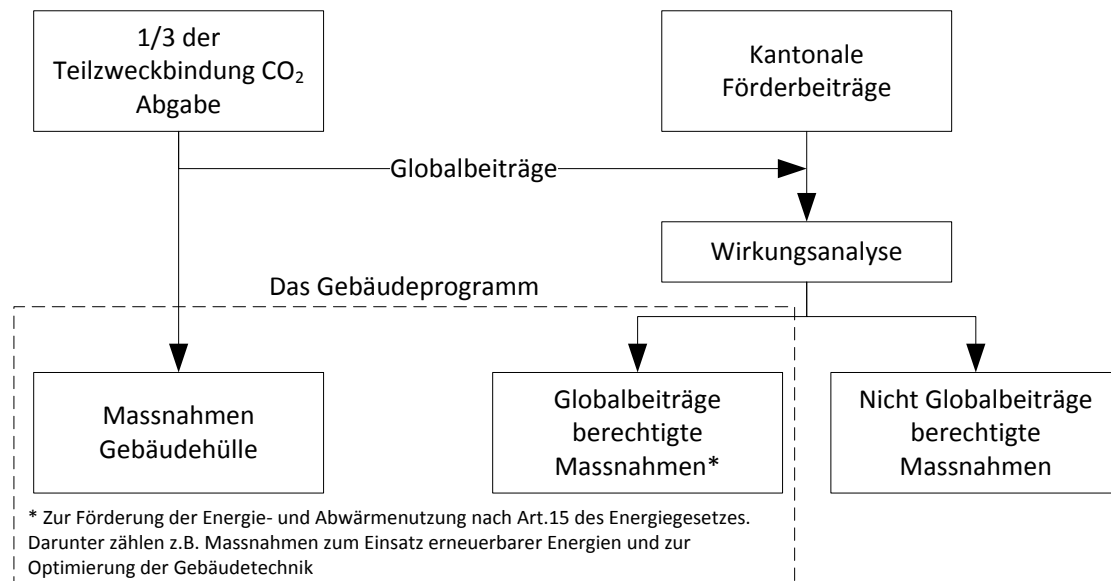 1/3 der
Teilzweckbindung CO₂
Abgabe
Kantonale
Förderbeiträge
Globalbeiträge
Wirkungsanalyse
Das Gebäudeprogramm
Massnahmen
Gebäudehülle
Globalbeiträge
berechtigte
Massnahmen*
Nicht Globalbeiträge
berechtigte
Massnahmen
* Zur Förderung der Energie- und Abwärmenutzung nach Art.15 des Energiegesetzes.
Darunter zählen z.B. Massnahmen zum Einsatz erneuerbarer Energien und zur
Optimierung der Gebäudetechnik